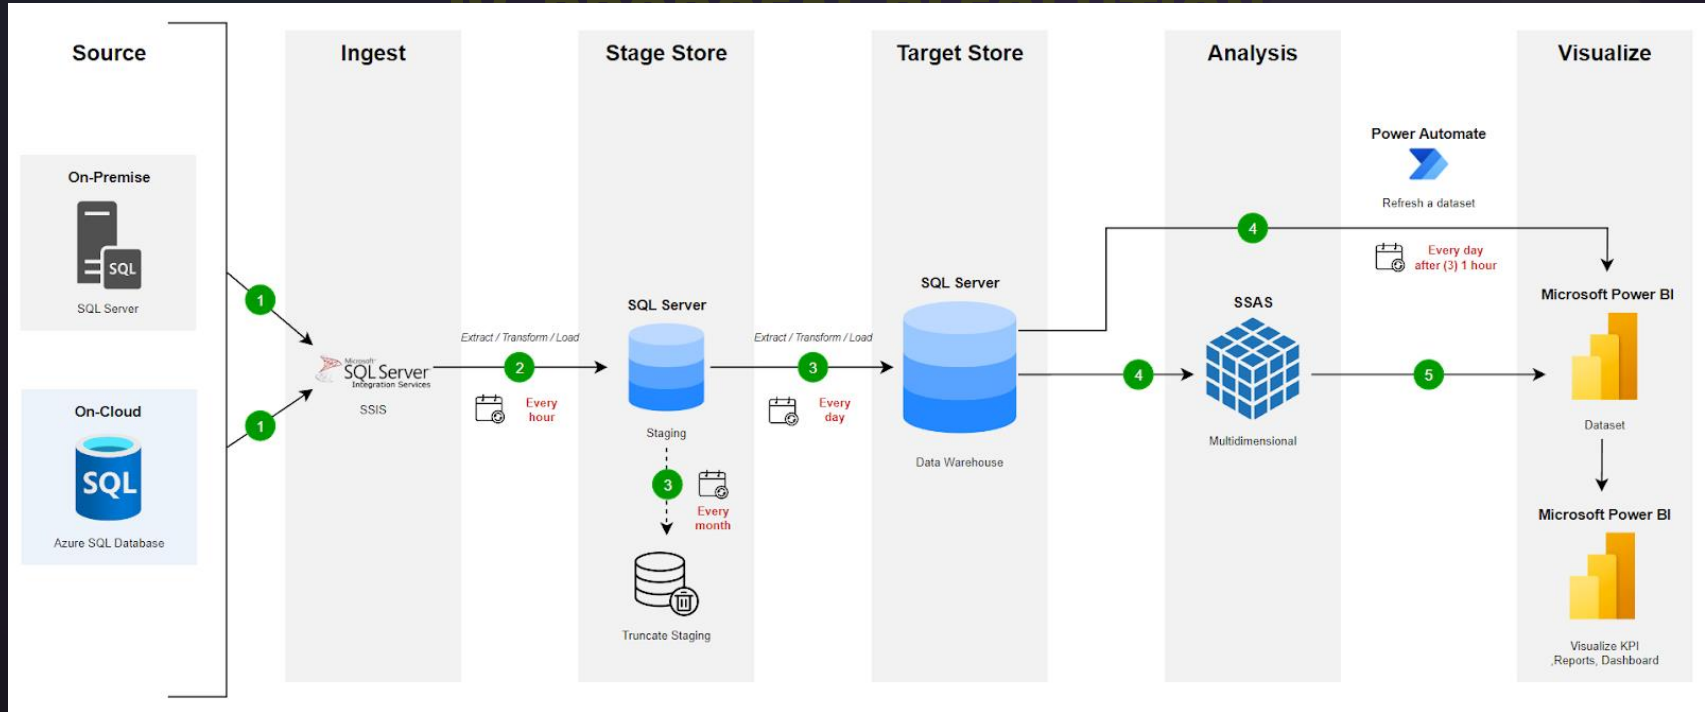 Source
Ingest
Stage Store
Target Store
Analysis
Visualize
On-Premise
SQL
SQL Server
On-Cloud
SQL
Azure SQL Database
1
1
Microsoft
SQL Server
Integration Services
SSIS
Extract / Transform / Load
2
Every
hour
SQL Server
Staging
3
Every
month
Truncate Staging
Extract / Transform / Load
3
Every
day
SQL Server
Data Warehouse
4
4
SSAS
Multidimensional
Power Automate
Refresh a dataset
Every day
after (3) 1 hour
5
Microsoft Power BI
Dataset
Microsoft Power BI
Visualize KPI
,Reports, Dashboard